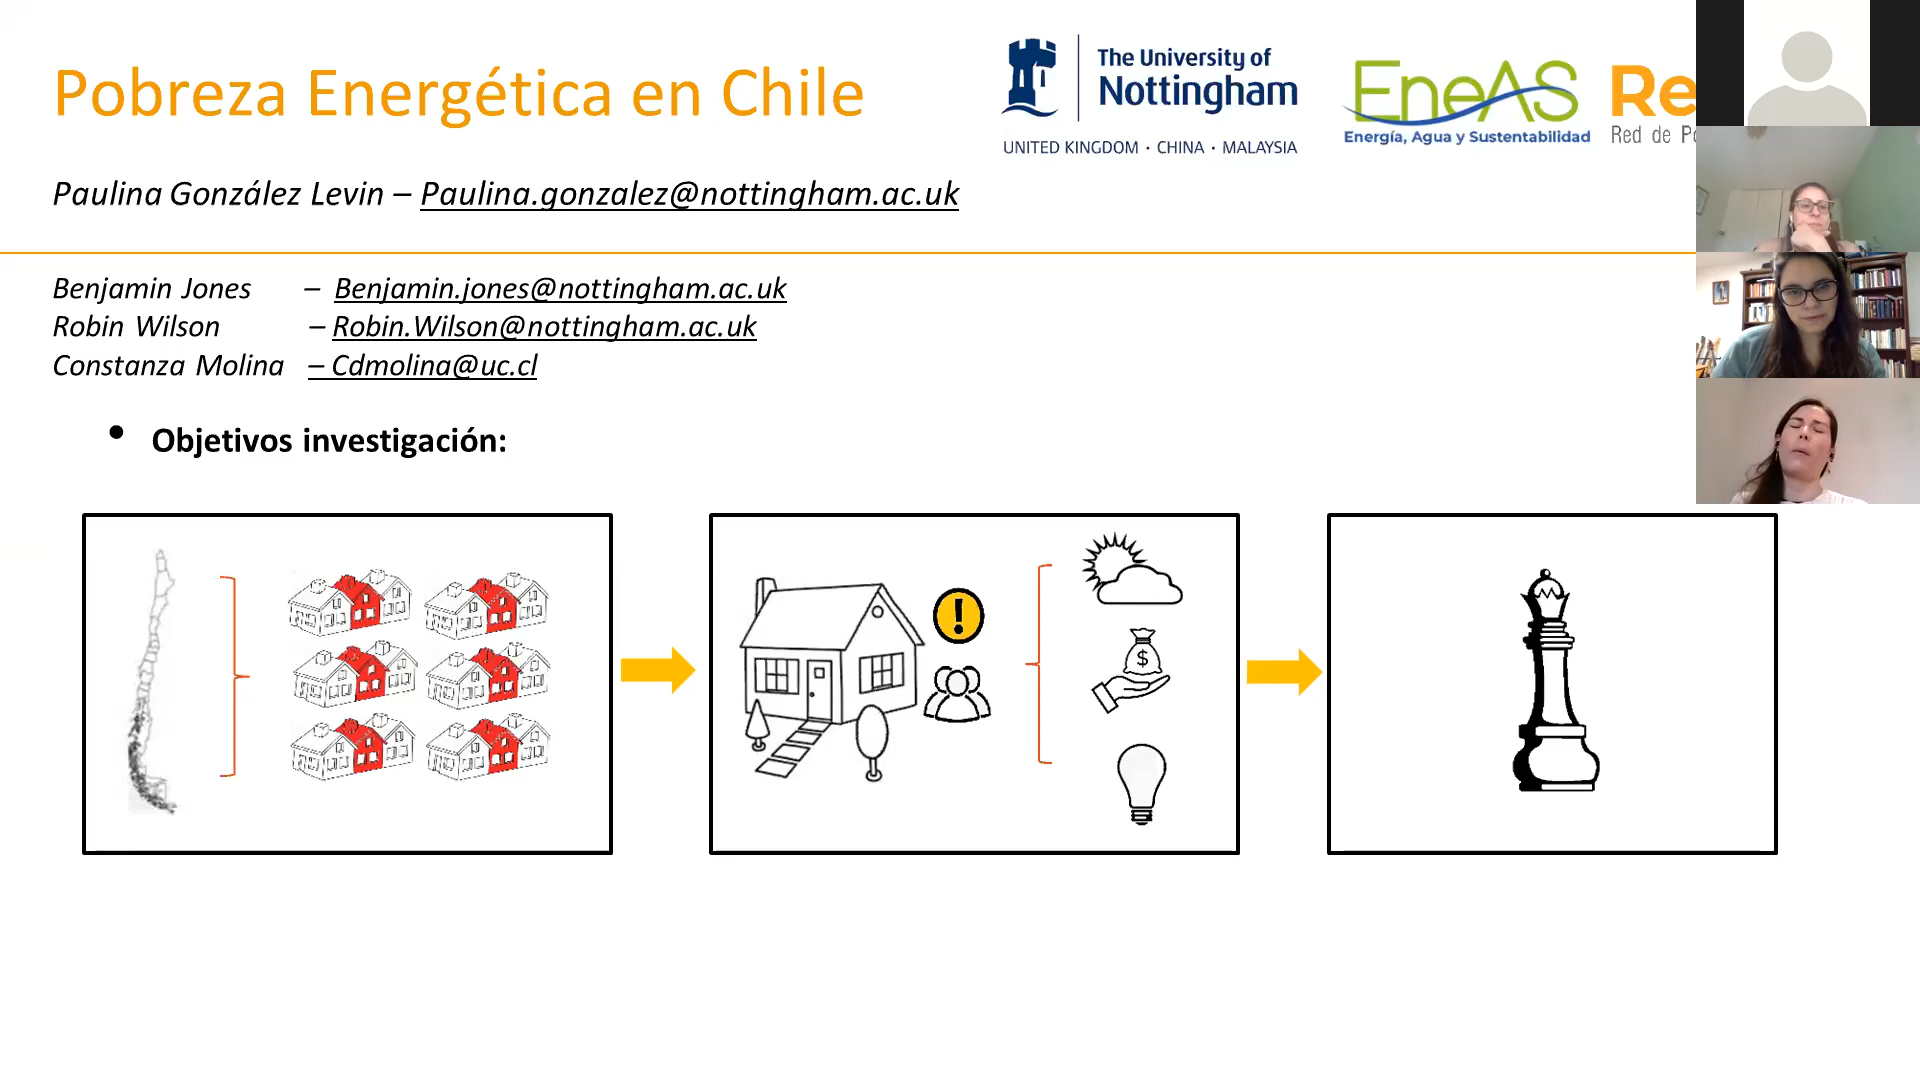 Pobreza Energética en Chile
The University of
Nottingham
UNITED KINGDOM · CHINA · MALAYSIA
EneAS
Energía, Agua y Sustentabilidad
Red de
Paulina González Levin – Paulina.gonzalez@nottingham.ac.uk
Benjamin Jones – Benjamin.jones@nottingham.ac.uk
Robin Wilson – Robin.Wilson@nottingham.ac.uk
Constanza Molina – Cdmolina@uc.cl
• Objetivos investigación:
!
$